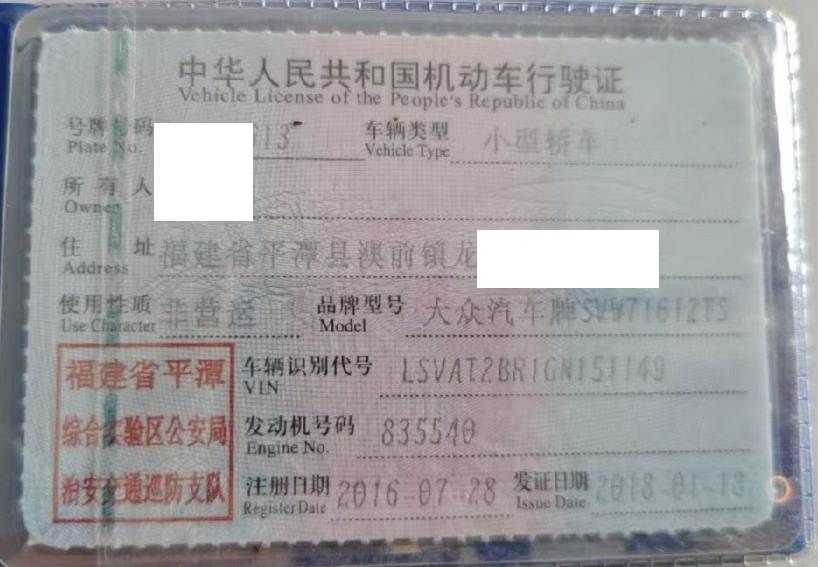 中华人民共和国机动车行驶证
Vehicle License of the People's Republic of China
号牌号码 13 车辆类型 小型轿车
Plate No. Vehicle Type
所有人
Owner
住址 福建省平潭县澳前镇龙
Address
使用性质 非营运 品牌型号 大众汽车牌SVW71612TS
Use Character Model
福建省平潭
综合实验区公安局
治安交通巡防支队
车辆识别代号 LSVAT2BR1GN151149
VIN
发动机号码 835540
Engine No.
注册日期 2016-07-28 发证日期 2018-01-18
Register Date Issue Date